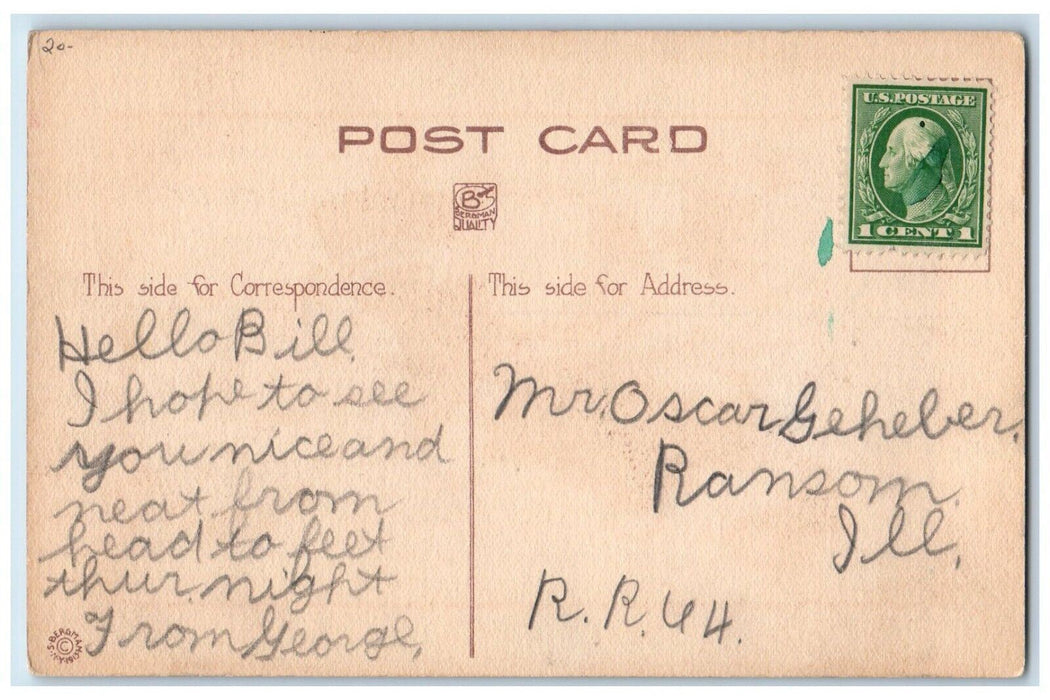 20-
POST CARD
B
BERGMAN
QUALITY
U.S.POSTAGE
1 CENT 1
This side for Correspondence.
This side for Address.
Hello Bill
I hope to see
you nice and
neat from
head to feet
thur. night
From George,
Mr. Oscar Geheber.
Ransom.
Ill.
R. R. 44.
S. BERGMAN